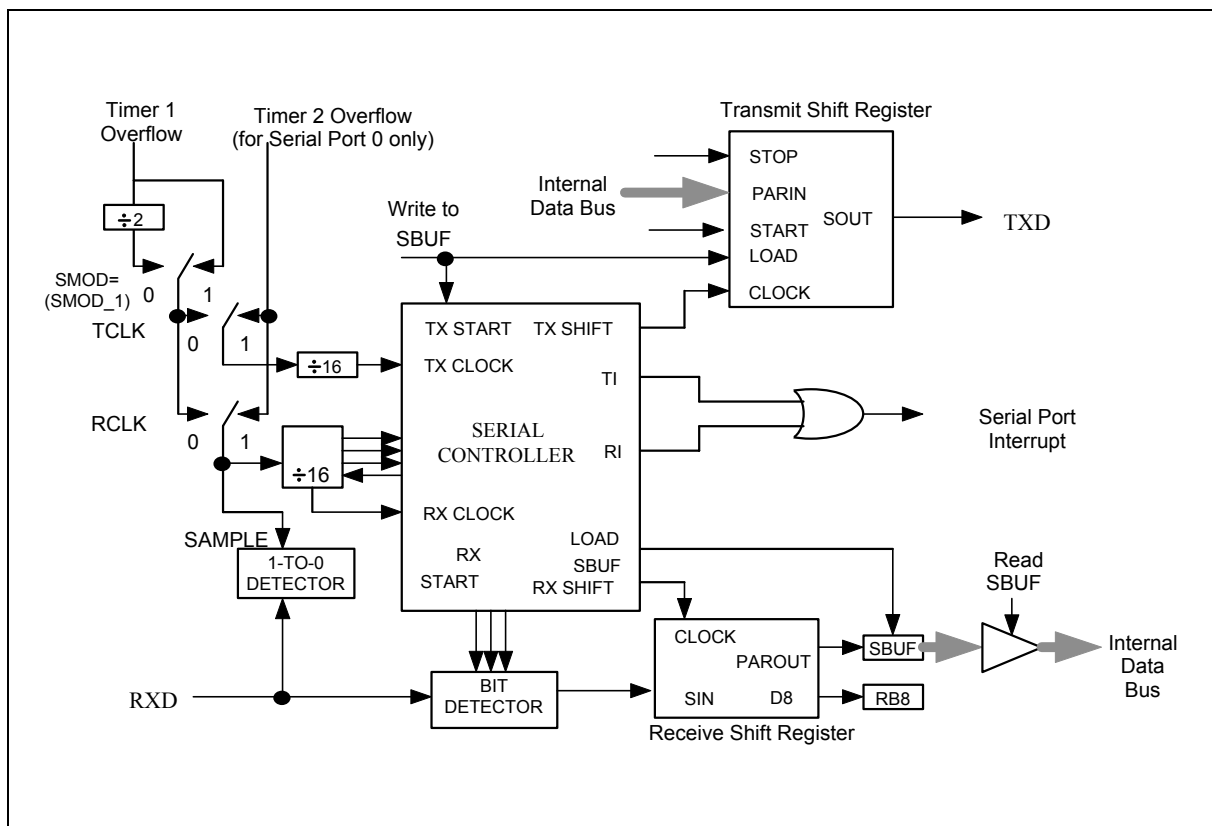 Timer 1
Overflow
Timer 2 Overflow
(for Serial Port 0 only)
÷2
SMOD=
(SMOD_1)
0
1
TCLK
0
1
÷16
RCLK
0
1
÷16
SAMPLE
1-TO-0
DETECTOR
RXD
Write to
SBUF
Internal
Data Bus
Transmit Shift Register
STOP
PARIN
SOUT
START
LOAD
CLOCK
TXD
TX START
TX SHIFT
TX CLOCK
TI
SERIAL
CONTROLLER
RI
RX CLOCK
LOAD
SBUF
RX
START
RX SHIFT
Serial Port
Interrupt
BIT
DETECTOR
CLOCK
PAROUT
SIN
D8
Receive Shift Register
SBUF
RB8
Read
SBUF
Internal
Data
Bus